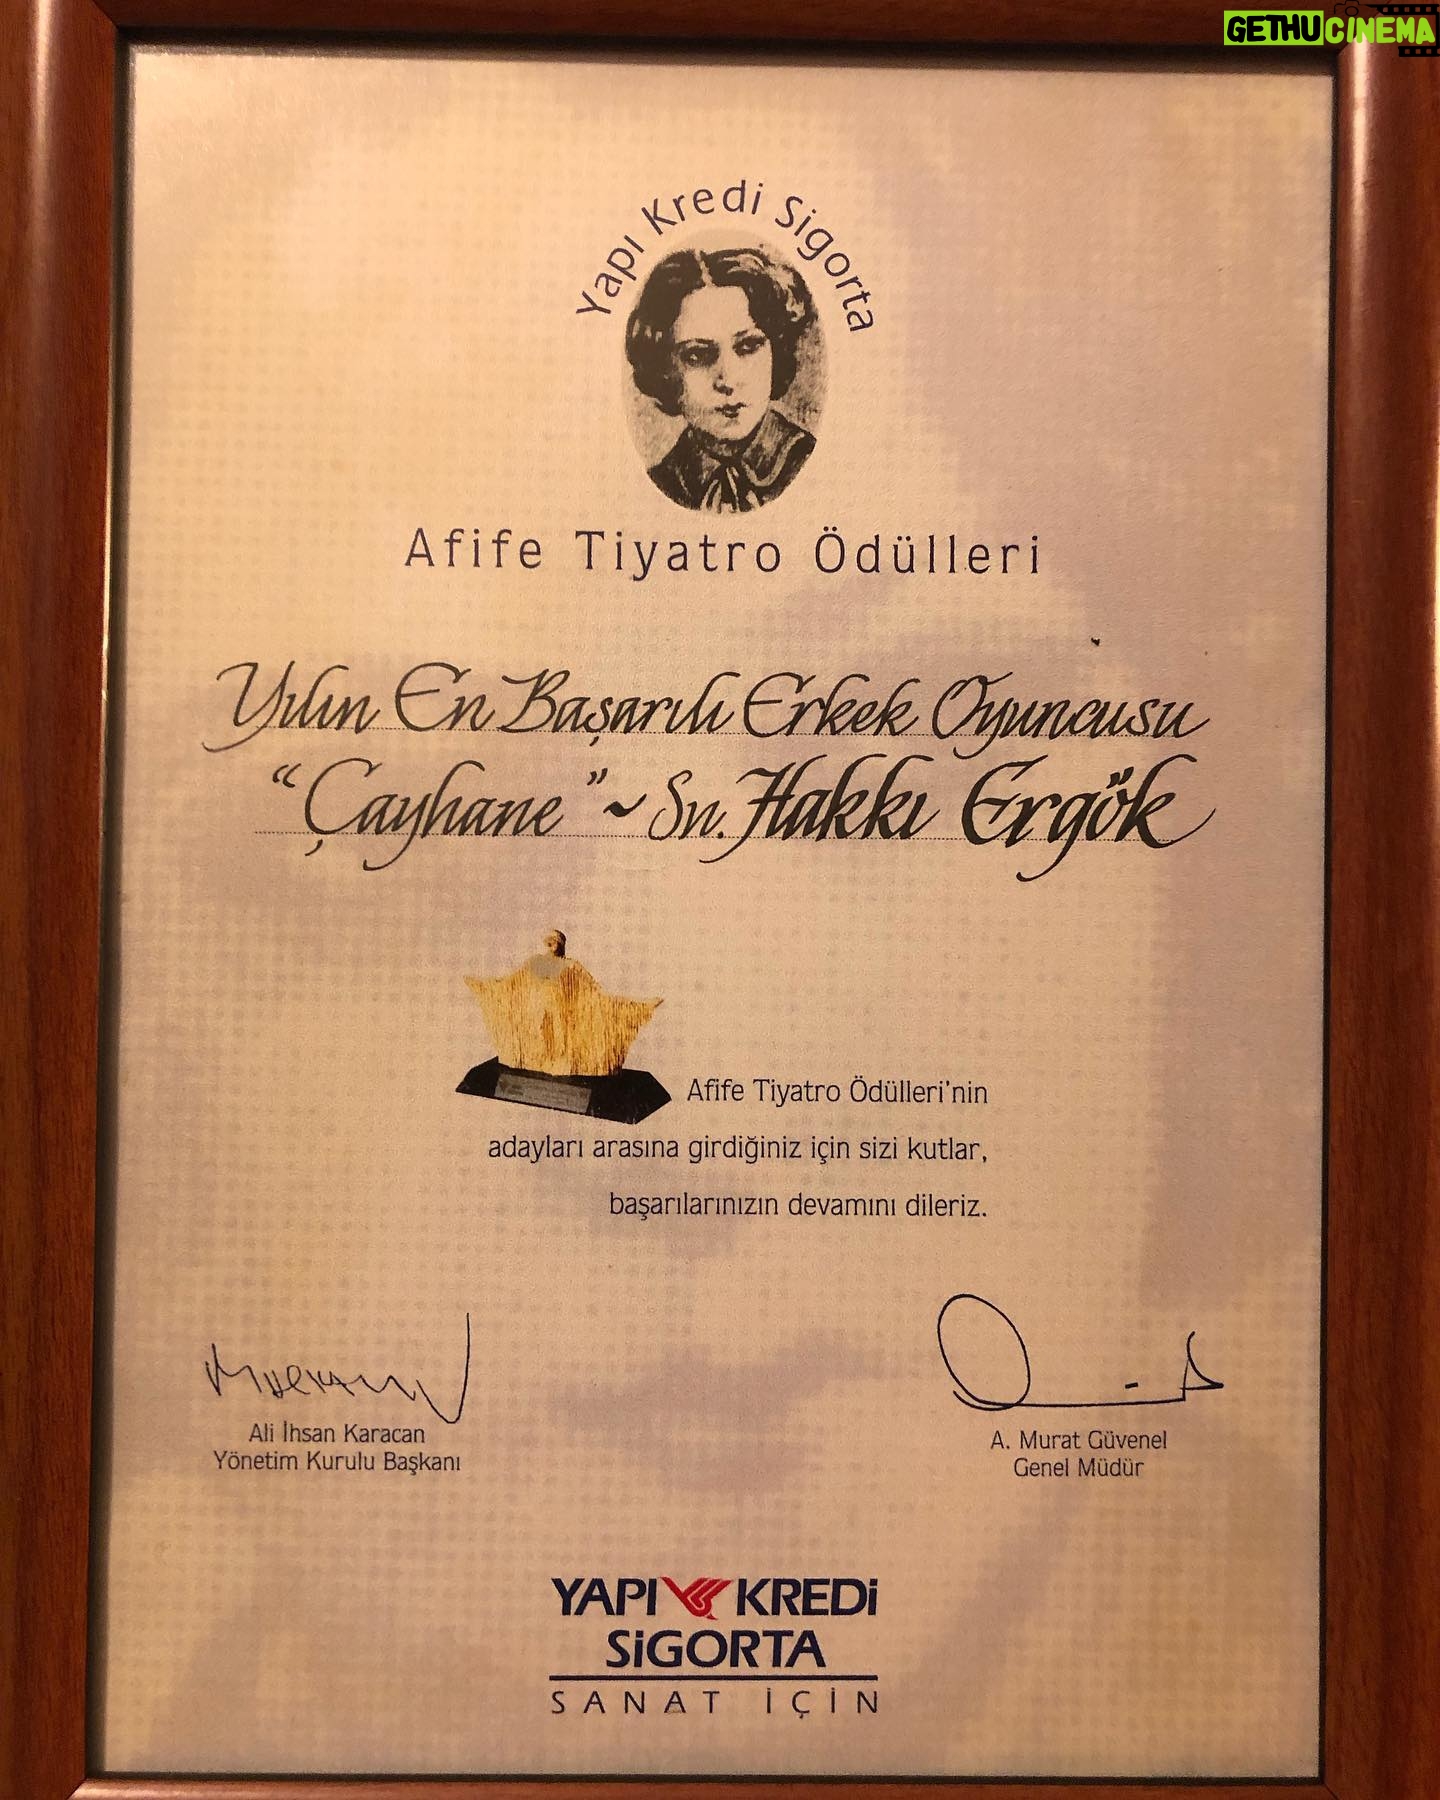 GETHUCINEMA
Yapı Kredi Sigorta
Afife Tiyatro Ödülleri
Yılın En Başarılı Erkek Oyuncusu
"Çayhane" ~ Sn. Hakkı Ergök
Afife Tiyatro Ödülleri'nin
adayları arasına girdiğiniz için sizi kutlar,
başarılarınızın devamını dileriz.
Ali İhsan Karacan
Yönetim Kurulu Başkanı
A. Murat Güvenel
Genel Müdür
YAPI KREDİ
SİGORTA
SANAT İÇİN